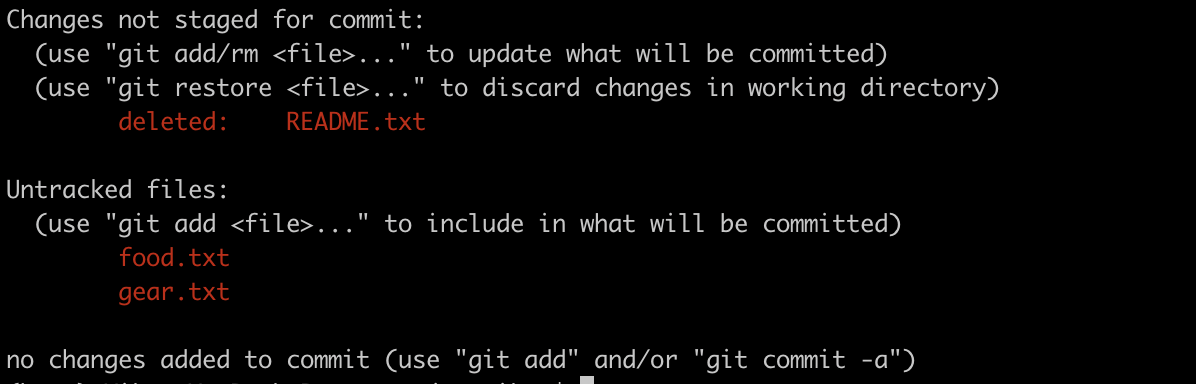 Changes not staged for commit:
(use "git add/rm <file>..." to update what will be committed)
(use "git restore <file>..." to discard changes in working directory)
deleted: README.txt
Untracked files:
(use "git add <file>..." to include in what will be committed)
food.txt
gear.txt
no changes added to commit (use "git add" and/or "git commit -a")